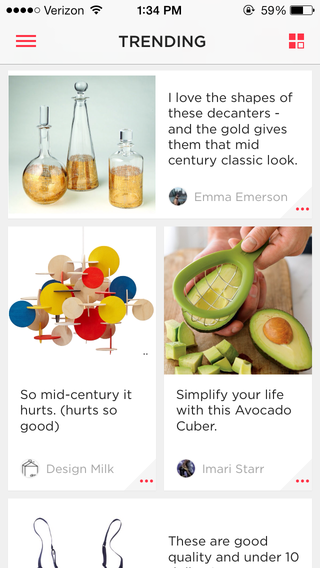 Verizon 1:34 PM 59%
TRENDING
I love the shapes of
these decanters -
and the gold gives
them that mid
century classic look.
Emma Emerson
So mid-century it
hurts. (hurts so
good)
Design Milk
Simplify your life
with this Avocado
Cuber.
Imari Starr
These are good
quality and under 10